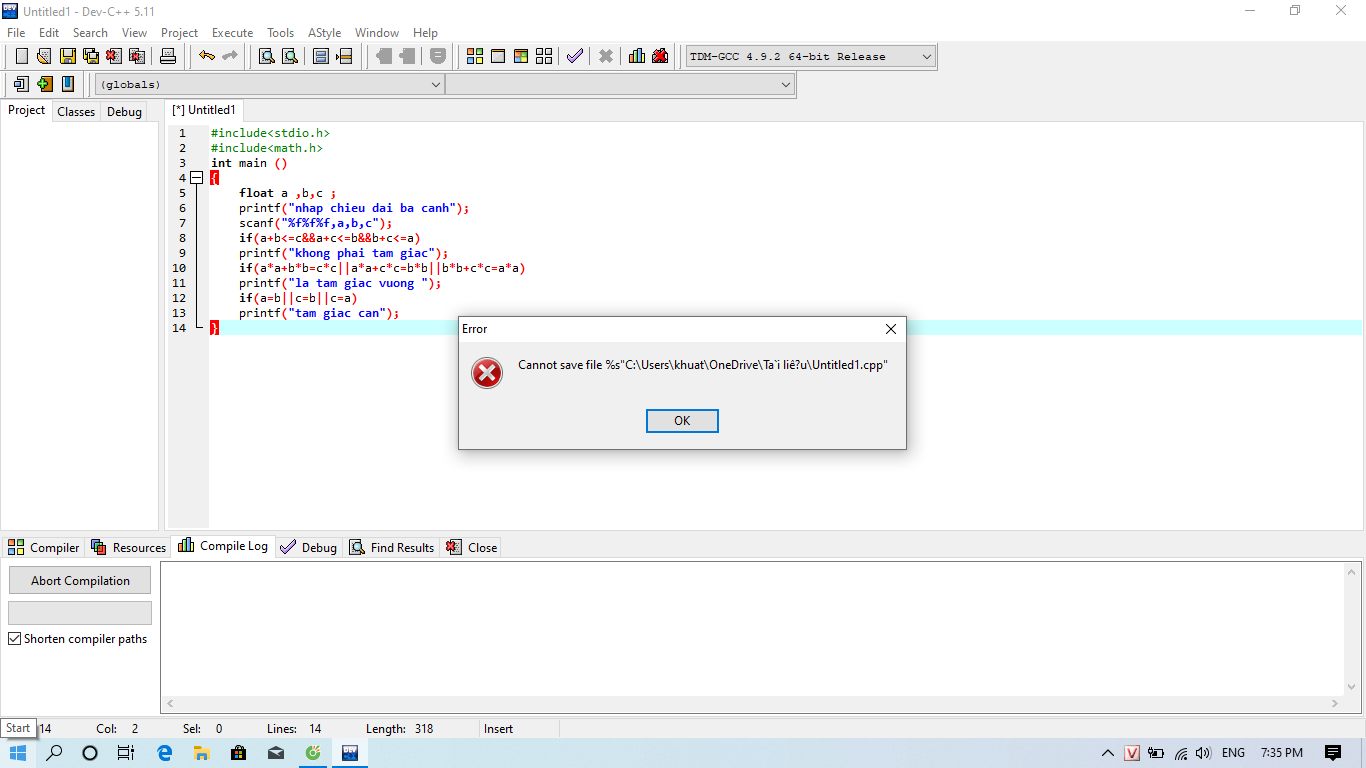 Untitled1 - Dev-C++ 5.11
File Edit Search View Project Execute Tools AStyle Window Help
TDM-GCC 4.9.2 64-bit Release
(globals)
Project Classes Debug [*] Untitled1
1 #include<stdio.h>
2 #include<math.h>
3 int main ()
4 {
5 float a ,b,c ;
6 printf("nhap chieu dai ba canh");
7 scanf("%f%f%f,a,b,c");
8 if(a+b<=c&&a+c<=b&&b+c<=a)
9 printf("khong phai tam giac");
10 if(a*a+b*b=c*c||a*a+c*c=b*b||b*b+c*c=a*a)
11 printf("la tam giac vuong ");
12 if(a=b||c=b||c=a)
13 printf("tam giac can");
14 }
Error
Cannot save file %s"C:\Users\khuat\OneDrive\Ta`i liê?u\Untitled1.cpp"
OK
Compiler Resources Compile Log Debug Find Results Close
Abort Compilation
Shorten compiler paths
Start 14 Col: 2 Sel: 0 Lines: 14 Length: 318 Insert
ENG 7:35 PM